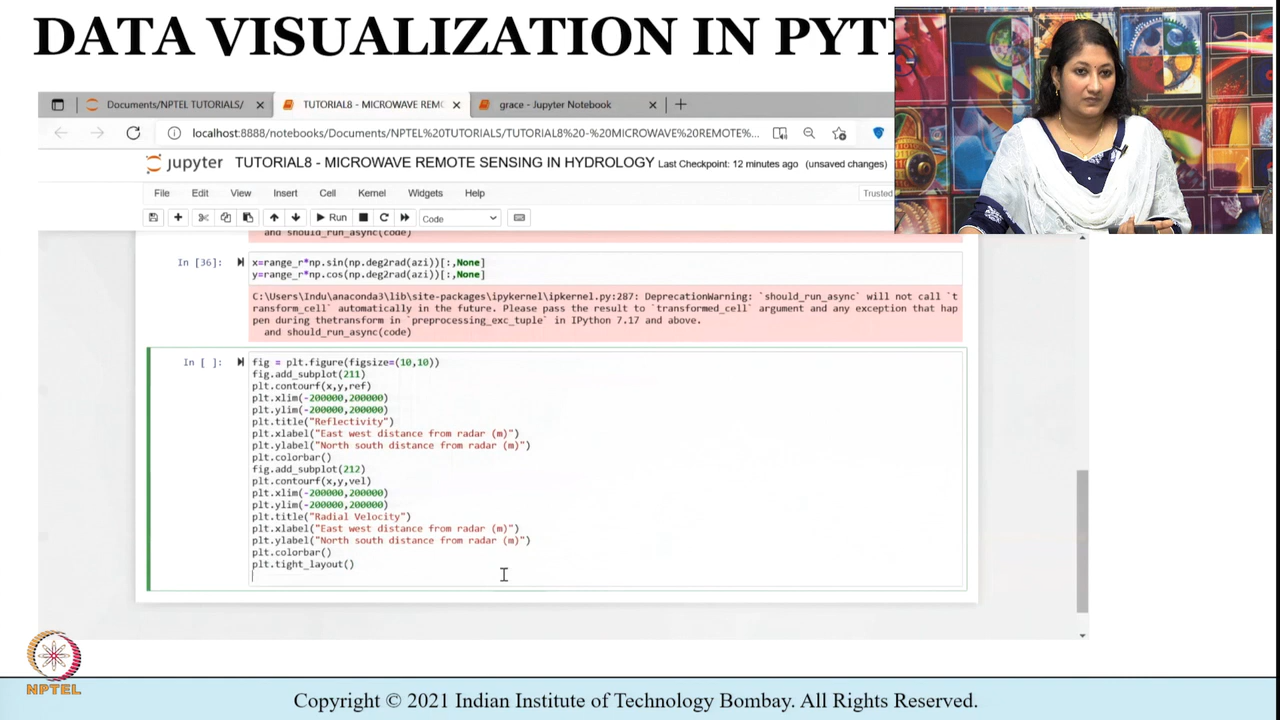 DATA VISUALIZATION IN PYT
Documents/NPTEL TUTORIALS/
TUTORIAL8 - MICROWAVE REMO
grace - Jupyter Notebook
localhost:8888/notebooks/Documents/NPTEL%20TUTORIALS/TUTORIAL8%20-%20MICROWAVE%20REMOTE%...
jupyter TUTORIAL8 - MICROWAVE REMOTE SENSING IN HYDROLOGY Last Checkpoint: 12 minutes ago (unsaved changes)
File Edit View Insert Cell Kernel Widgets Help Trusted
Run Code
and should_run_async(code)
In [36]: x=range_r*np.sin(np.deg2rad(azi))[:,None]
y=range_r*np.cos(np.deg2rad(azi))[:,None]
C:\Users\Indu\anaconda3\lib\site-packages\ipykernel\ipkernel.py:287: DeprecationWarning: `should_run_async` will not call `t
ransform_cell` automatically in the future. Please pass the result to `transformed_cell` argument and any exception that hap
pen during thetransform in `preprocessing_exc_tuple` in IPython 7.17 and above.
and should_run_async(code)
In [ ]: fig = plt.figure(figsize=(10,10))
fig.add_subplot(211)
plt.contourf(x,y,ref)
plt.xlim(-200000,200000)
plt.ylim(-200000,200000)
plt.title("Reflectivity")
plt.xlabel("East west distance from radar (m)")
plt.ylabel("North south distance from radar (m)")
plt.colorbar()
fig.add_subplot(212)
plt.contourf(x,y,vel)
plt.xlim(-200000,200000)
plt.ylim(-200000,200000)
plt.title("Radial Velocity")
plt.xlabel("East west distance from radar (m)")
plt.ylabel("North south distance from radar (m)")
plt.colorbar()
plt.tight_layout()
NPTEL
Copyright © 2021 Indian Institute of Technology Bombay. All Rights Reserved.